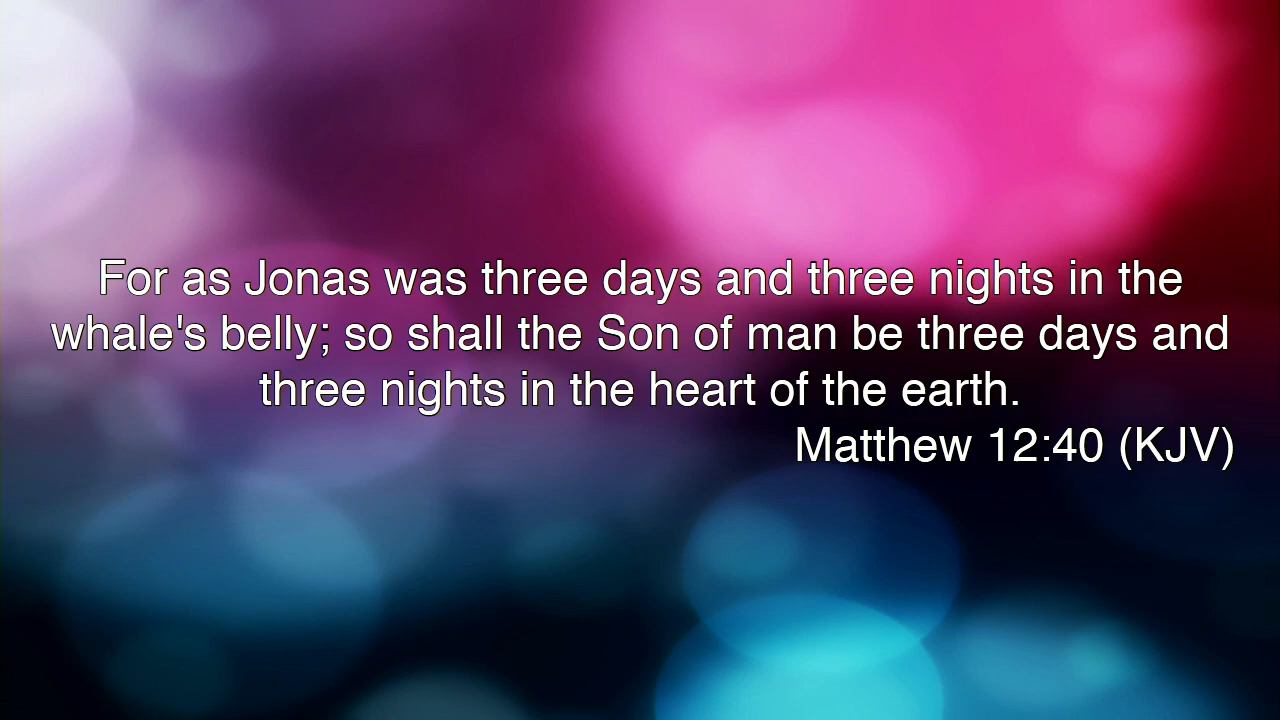 For as Jonas was three days and three nights in the
whale's belly; so shall the Son of man be three days and
three nights in the heart of the earth.
Matthew 12:40 (KJV)